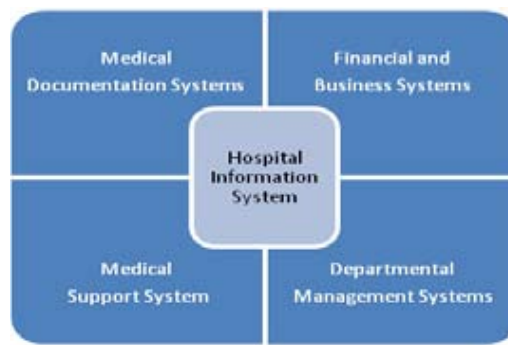 Medical
Documentation Systems
Financial and
Business Systems
Hospital
Information
System
Medical
Support System
Departmental
Management Systems